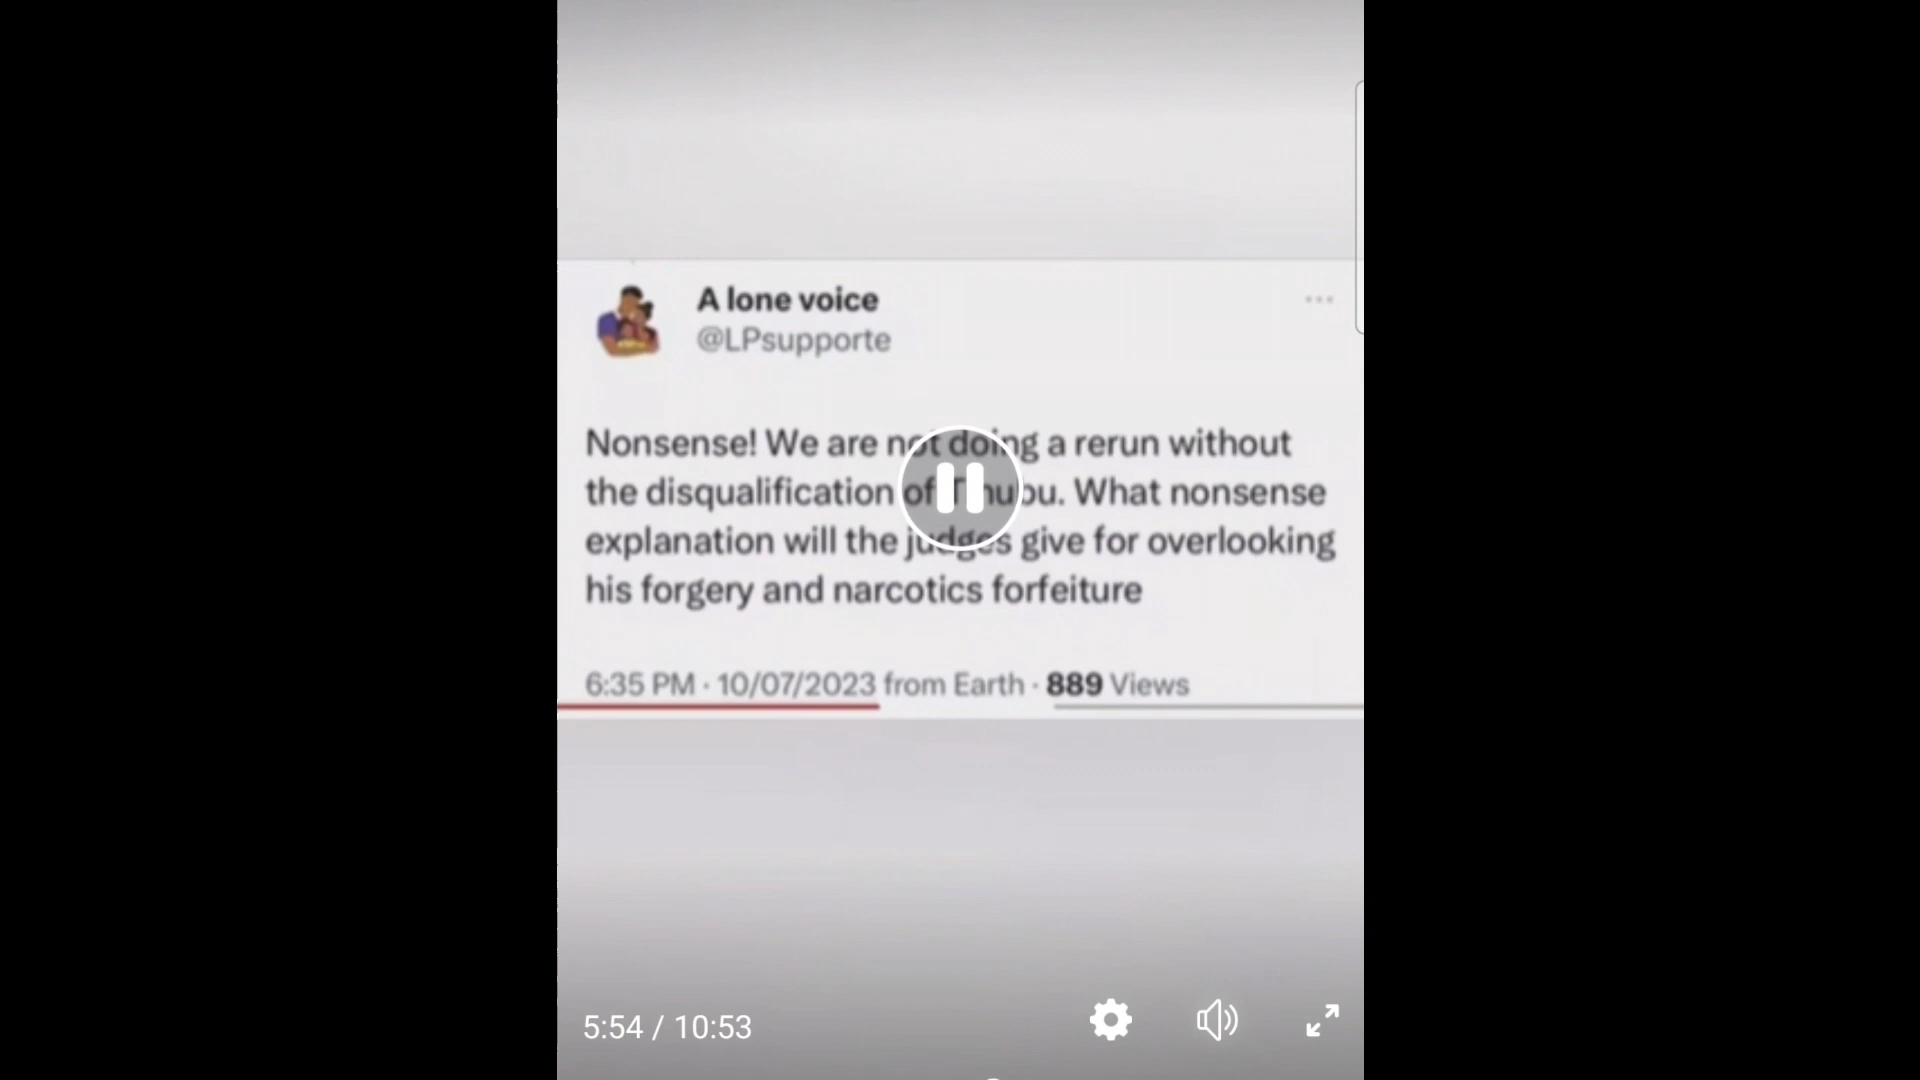 A lone voice
@LPsupporte
Nonsense! We are not doing a rerun without
the disqualification of Tinubu. What nonsense
explanation will the judges give for overlooking
his forgery and narcotics forfeiture
6:35 PM · 10/07/2023 from Earth · 889 Views
5:54 / 10:53